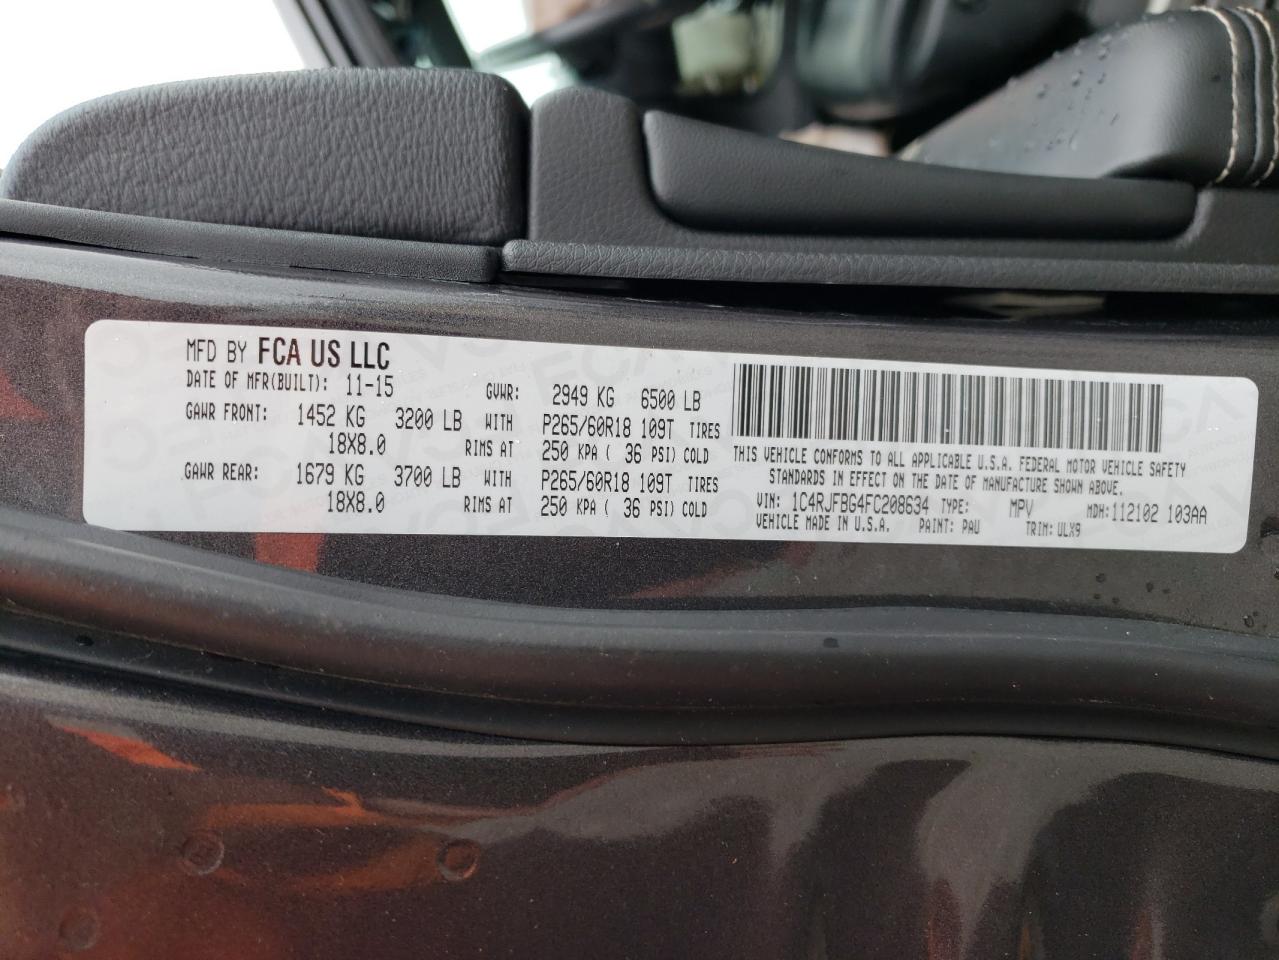 MFD BY FCA US LLC
DATE OF MFR(BUILT): 11-15 GVWR: 2949 KG 6500 LB
GAWR FRONT: 1452 KG 3200 LB WITH P265/60R18 109T TIRES
18X8.0 RIMS AT 250 KPA ( 36 PSI) COLD
GAWR REAR: 1679 KG 3700 LB WITH P265/60R18 109T TIRES
18X8.0 RIMS AT 250 KPA ( 36 PSI) COLD
THIS VEHICLE CONFORMS TO ALL APPLICABLE U.S.A. FEDERAL MOTOR VEHICLE SAFETY
STANDARDS IN EFFECT ON THE DATE OF MANUFACTURE SHOWN ABOVE.
VIN: 1C4RJFBG4FC208634 TYPE: MPV MDH: 112102 103AA
VEHICLE MADE IN U.S.A. PAINT: PAU TRIM: ULX9